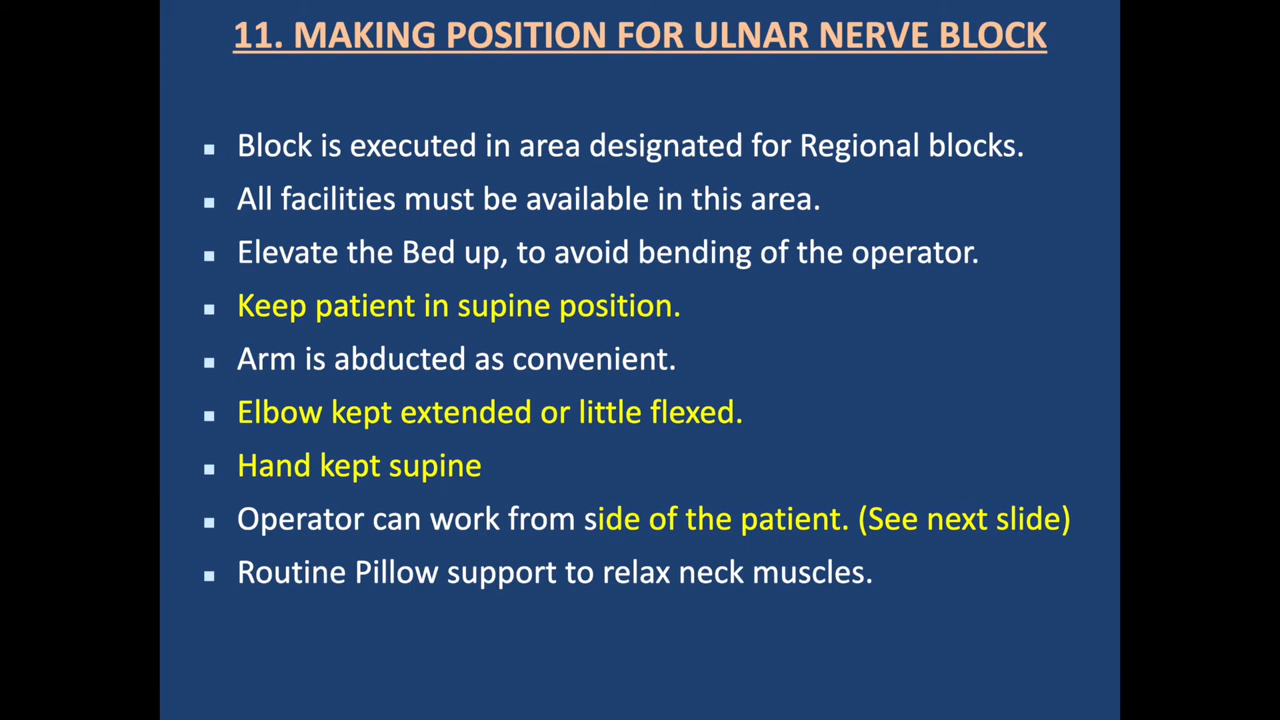 11. MAKING POSITION FOR ULNAR NERVE BLOCK
▪ Block is executed in area designated for Regional blocks.
▪ All facilities must be available in this area.
▪ Elevate the Bed up, to avoid bending of the operator.
▪ Keep patient in supine position.
▪ Arm is abducted as convenient.
▪ Elbow kept extended or little flexed.
▪ Hand kept supine
▪ Operator can work from side of the patient. (See next slide)
▪ Routine Pillow support to relax neck muscles.